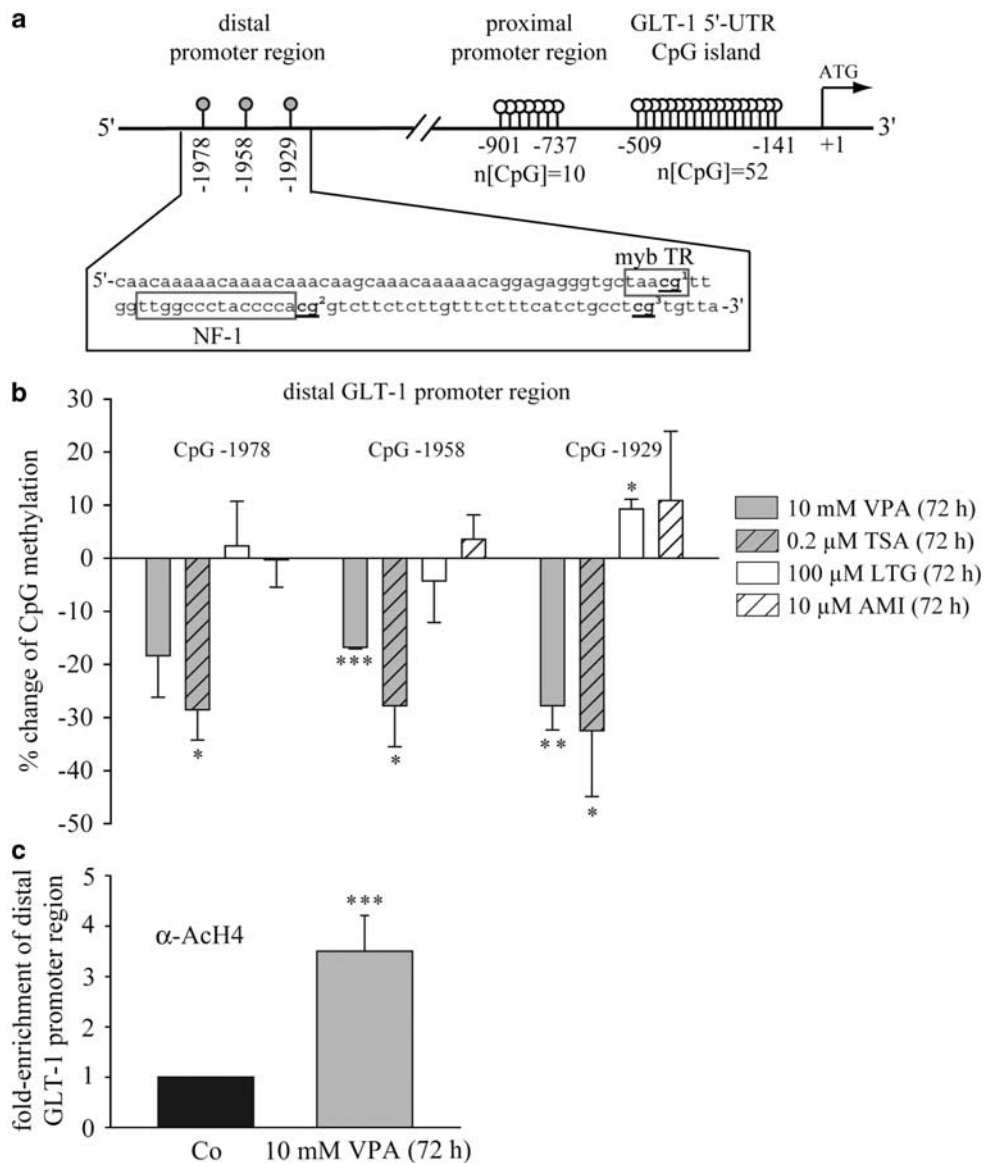 a
distal
promoter region
proximal
promoter region
GLT-1 5'-UTR
CpG island
ATG
5'
3'
-1978
-1958
-1929
-901 -737
n[CpG]=10
-509 -141
n[CpG]=52
+1
myb TR
5'-caacaaaaacaaaacaaacaagcaaacaaaaacaggagagggtgctaacg¹tt
ggttggccctaccccacg²gtcttctcttgtttctttcatctgcctcg³tgtta-3'
NF-1
b
distal GLT-1 promoter region
% change of CpG methylation
30
20
10
0
-10
-20
-30
-40
-50
CpG -1978
CpG -1958
CpG -1929
*
***
*
**
*
*
10 mM VPA (72 h)
0.2 µM TSA (72 h)
100 µM LTG (72 h)
10 µM AMI (72 h)
c
fold-enrichment of distal
GLT-1 promoter region
5
4
3
2
1
0
α-AcH4
***
Co
10 mM VPA (72 h)